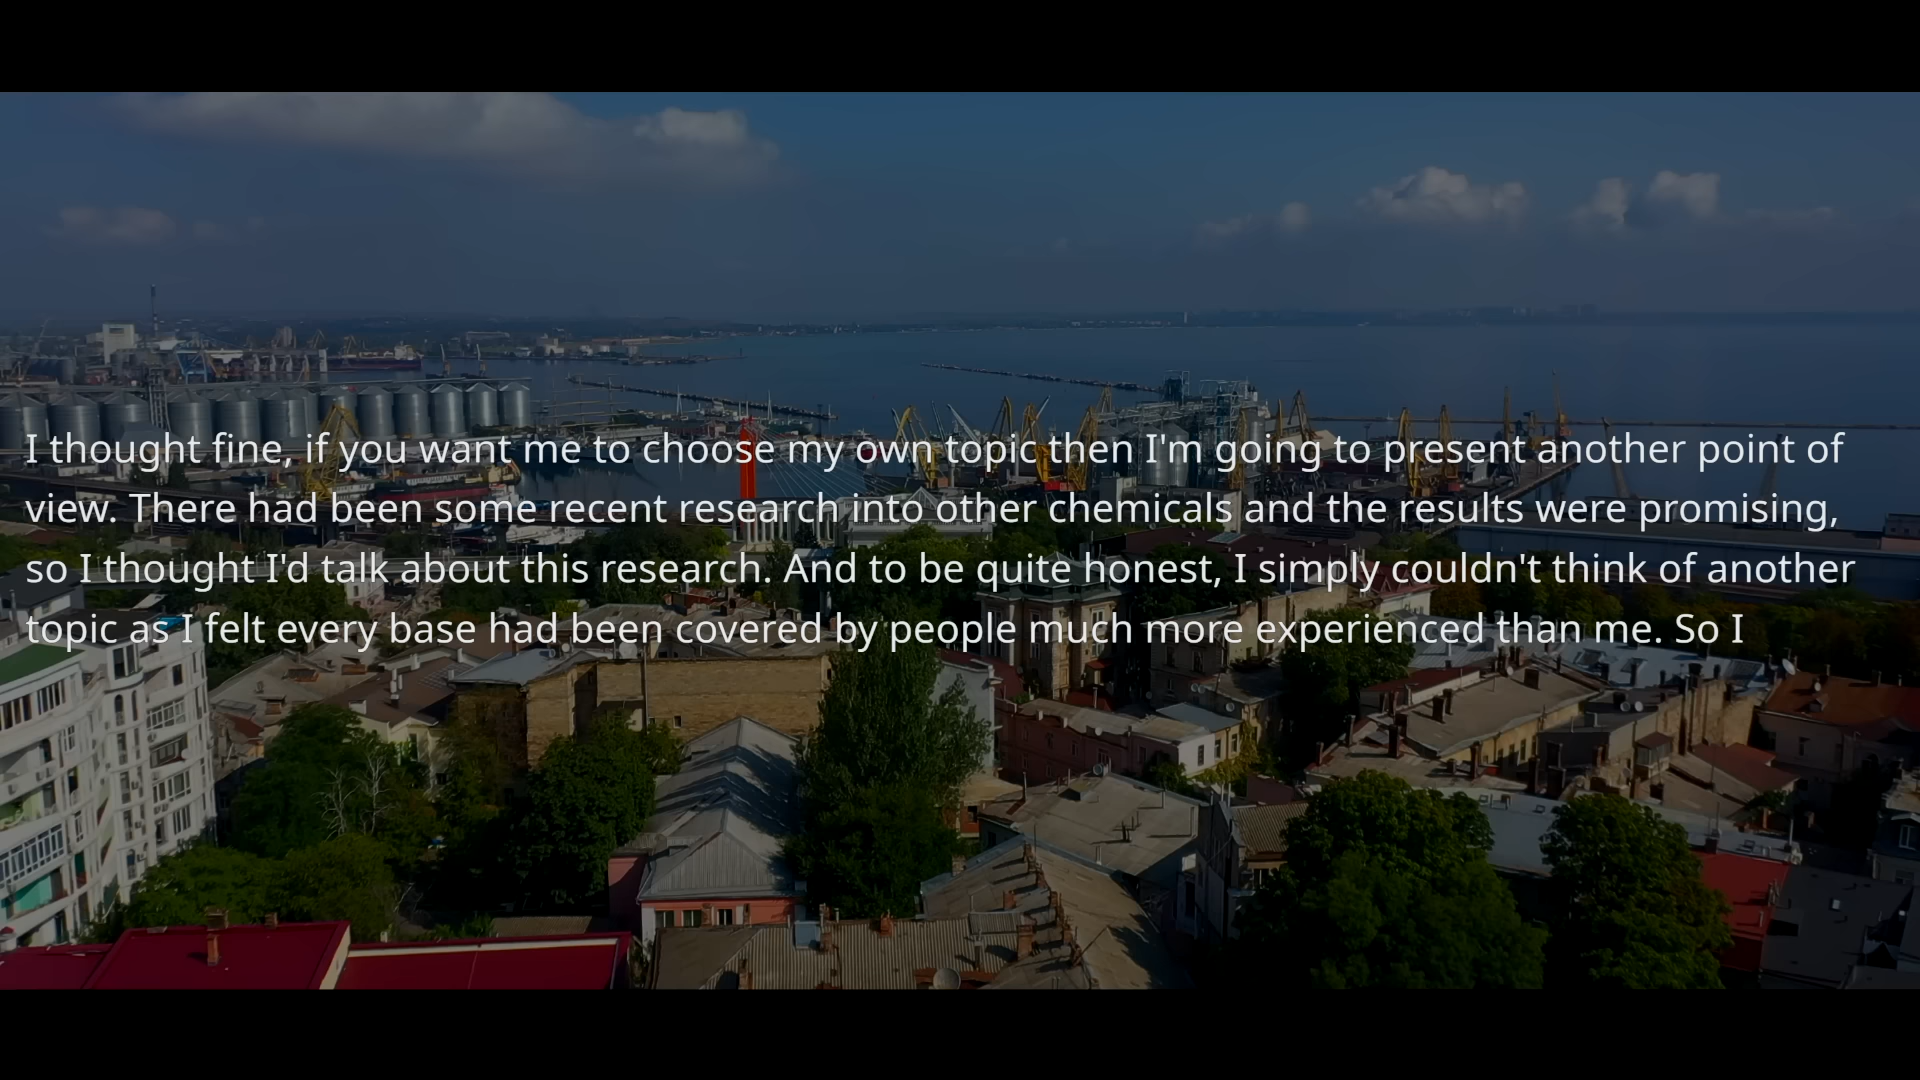 I thought fine, if you want me to choose my own topic then I'm going to present another point of
view. There had been some recent research into other chemicals and the results were promising,
so I thought I'd talk about this research. And to be quite honest, I simply couldn't think of another
topic as I felt every base had been covered by people much more experienced than me. So I